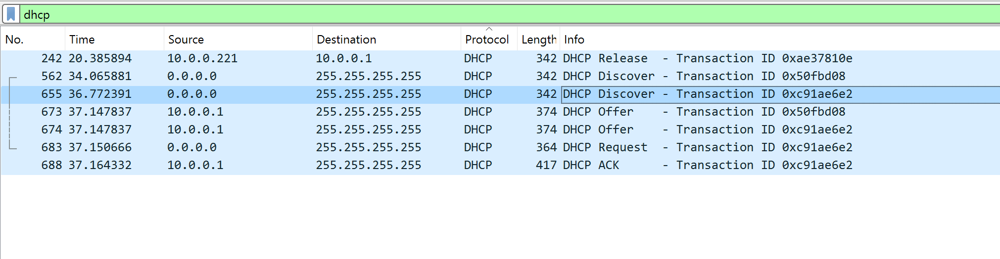 dhcp
No. Time Source Destination Protocol Length Info
242 20.385894 10.0.0.221 10.0.0.1 DHCP 342 DHCP Release - Transaction ID 0xae37810e
562 34.065881 0.0.0.0 255.255.255.255 DHCP 342 DHCP Discover - Transaction ID 0x50fbd08
655 36.772391 0.0.0.0 255.255.255.255 DHCP 342 DHCP Discover - Transaction ID 0xc91ae6e2
673 37.147837 10.0.0.1 255.255.255.255 DHCP 374 DHCP Offer - Transaction ID 0x50fbd08
674 37.147837 10.0.0.1 255.255.255.255 DHCP 374 DHCP Offer - Transaction ID 0xc91ae6e2
683 37.150666 0.0.0.0 255.255.255.255 DHCP 364 DHCP Request - Transaction ID 0xc91ae6e2
688 37.164332 10.0.0.1 255.255.255.255 DHCP 417 DHCP ACK - Transaction ID 0xc91ae6e2